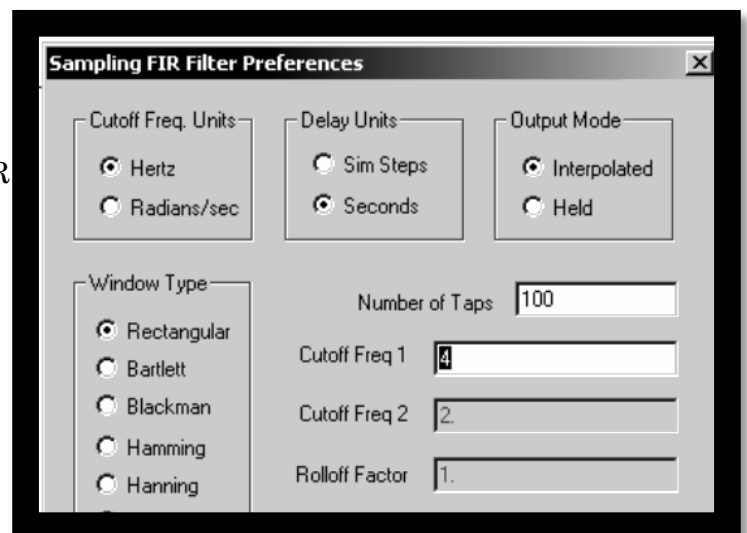 Sampling FIR Filter Preferences
Cutoff Freq. Units
Hertz
Radians/sec
Delay Units
Sim Steps
Seconds
Output Mode
Interpolated
Held
R
Window Type
Rectangular
Bartlett
Blackman
Hamming
Hanning
Number of Taps 100
Cutoff Freq 1 4
Cutoff Freq 2 2.
Rolloff Factor 1.